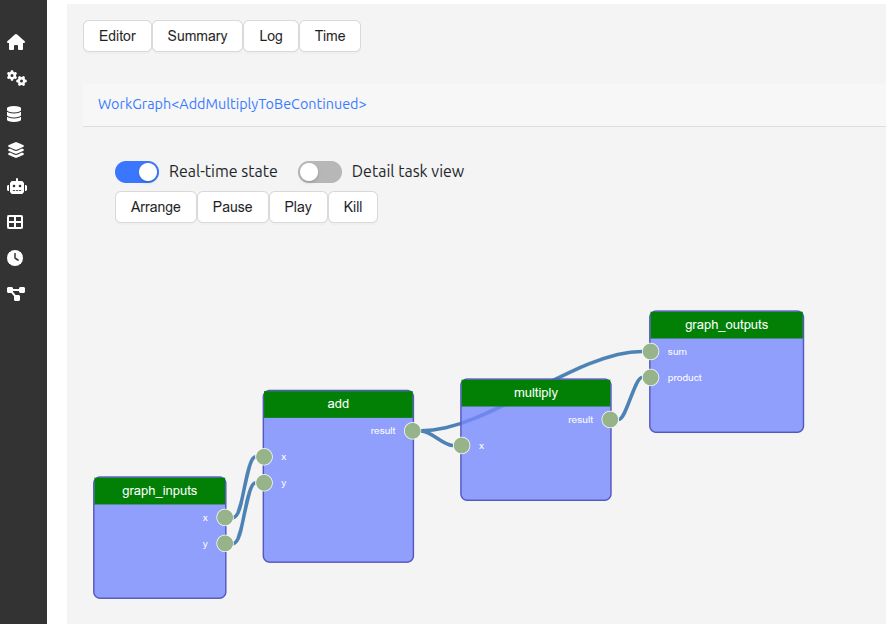 Editor Summary Log Time
WorkGraph<AddMultiplyToBeContinued>
Real-time state Detail task view
Arrange Pause Play Kill
graph_inputs
x
y
add
result
x
y
multiply
result
x
graph_outputs
sum
product